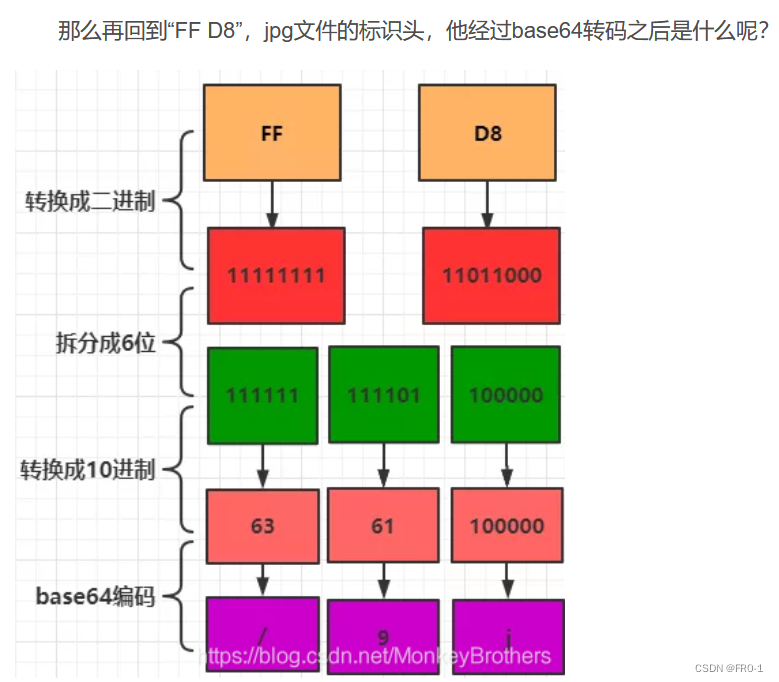 那么再回到“FF D8”，jpg文件的标识头，他经过base64转码之后是什么呢？
FF D8
转换成二进制
11111111 11011000
拆分成6位
111111 111101 100000
转换成10进制
63 61 100000
base64编码
/ 9 j
https://blog.csdn.net/MonkeyBrothers
CSDN @FR0-1